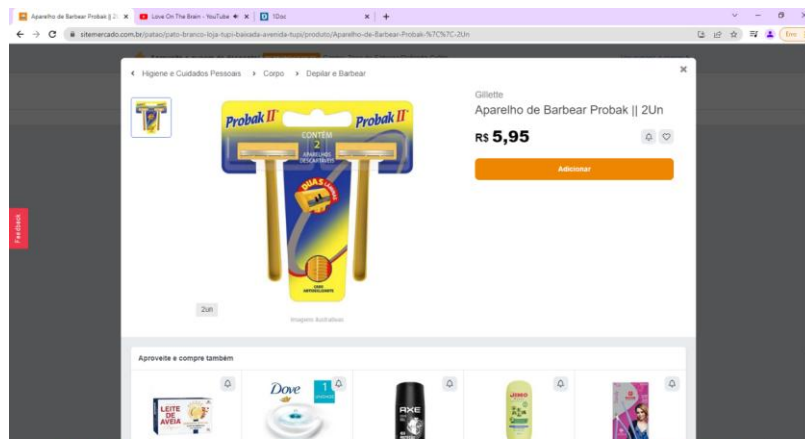 Aparelho de Barbear Probak || 2
Love On The Brain - YouTube
sitemercado.com.br/patao/pato-branco-loja-tupi-baixada-avenida-tupi/produto/Aparelho-de-Barbear-Probak-%7C%7C-2Un
Higiene e Cuidados Pessoais > Corpo > Depilar e Barbear
Gillette
Aparelho de Barbear Probak || 2Un
R$ 5,95
Adicionar
Feedback
Probak II Probak II
CONTÉM
2
APARELHOS
DESCARTÁVEIS
DUAS
LÂMINAS
2un
Imagens ilustrativas
Aproveite e compre também
LEITE
DE
AVEIA
Dove
1
AXE